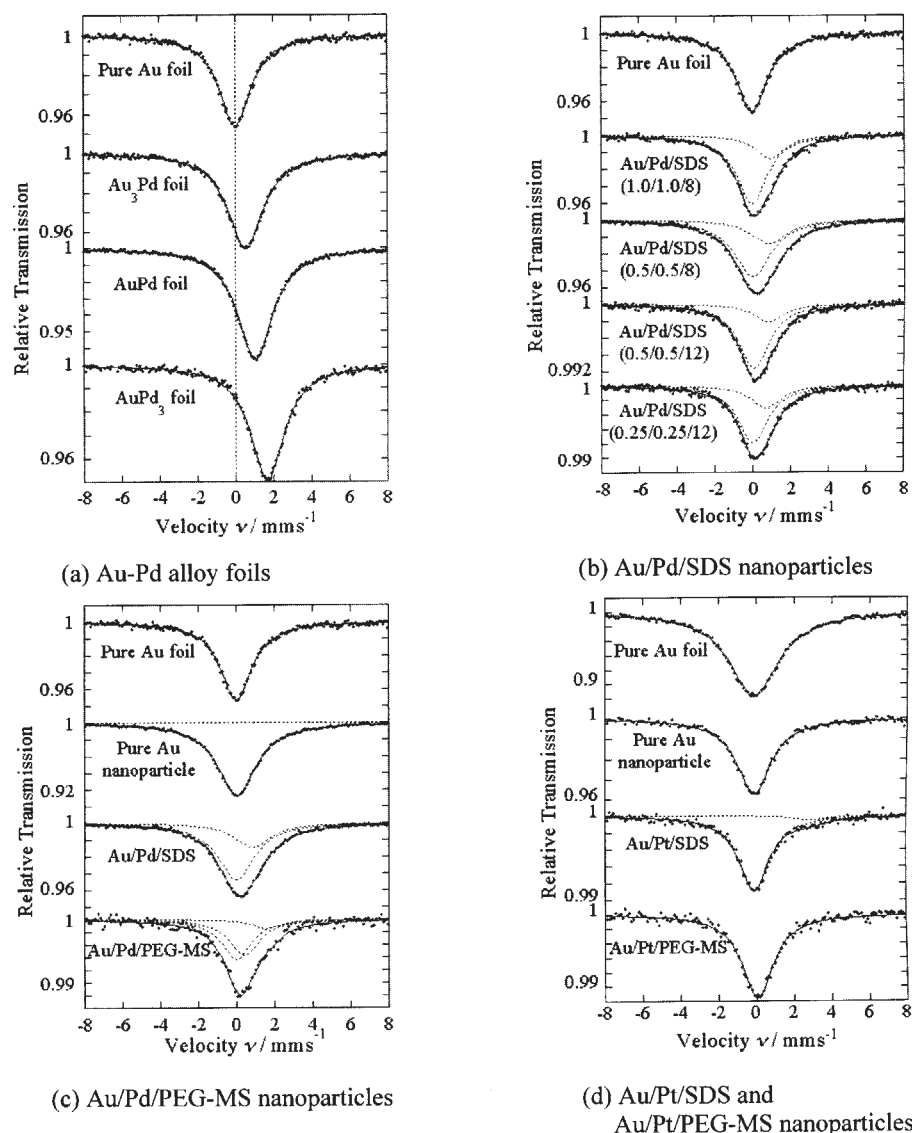 1
Pure Au foil
0.96
1
Au3Pd foil
0.96
1
AuPd foil
0.95
1
AuPd3 foil
0.96
Relative Transmission
-8 -6 -4 -2 0 2 4 6 8
Velocity ν / mms-1
(a) Au-Pd alloy foils
1
Pure Au foil
0.96
1
Au/Pd/SDS
(1.0/1.0/8)
0.96
1
Au/Pd/SDS
(0.5/0.5/8)
0.96
1
Au/Pd/SDS
(0.5/0.5/12)
0.992
1
Au/Pd/SDS
(0.25/0.25/12)
0.99
Relative Transmission
-8 -6 -4 -2 0 2 4 6 8
Velocity ν / mms-1
(b) Au/Pd/SDS nanoparticles
1
Pure Au foil
0.96
1
Pure Au
nanoparticle
0.92
1
Au/Pd/SDS
0.96
1
Au/Pd/PEG-MS
0.99
Relative Transmission
-8 -6 -4 -2 0 2 4 6 8
Velocity ν / mms-1
(c) Au/Pd/PEG-MS nanoparticles
1
Pure Au foil
0.9
1
Pure Au
nanoparticle
0.96
1
Au/Pt/SDS
0.99
1
Au/Pt/PEG-MS
0.99
Relative Transmission
-8 -6 -4 -2 0 2 4 6 8
Velocity ν / mms-1
(d) Au/Pt/SDS and
Au/Pt/PEG-MS nanoparticles